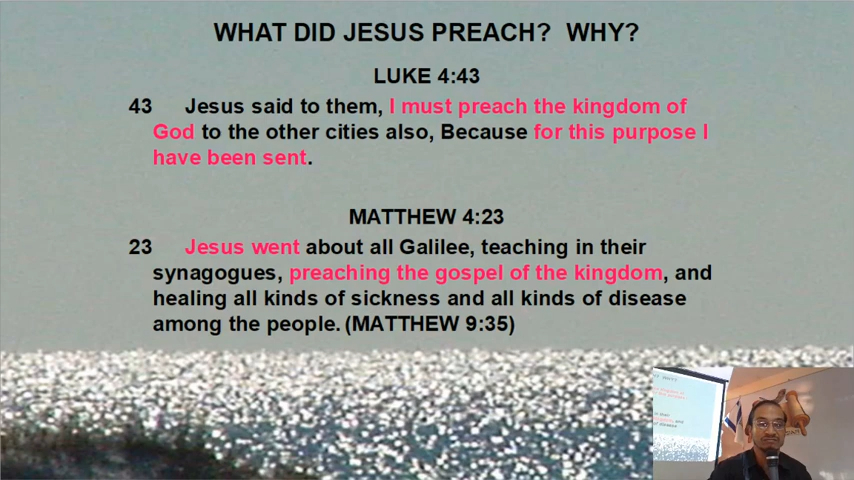 WHAT DID JESUS PREACH? WHY?
LUKE 4:43
43 Jesus said to them, I must preach the kingdom of
God to the other cities also, Because for this purpose I
have been sent.
MATTHEW 4:23
23 Jesus went about all Galilee, teaching in their
synagogues, preaching the gospel of the kingdom, and
healing all kinds of sickness and all kinds of disease
among the people. (MATTHEW 9:35)